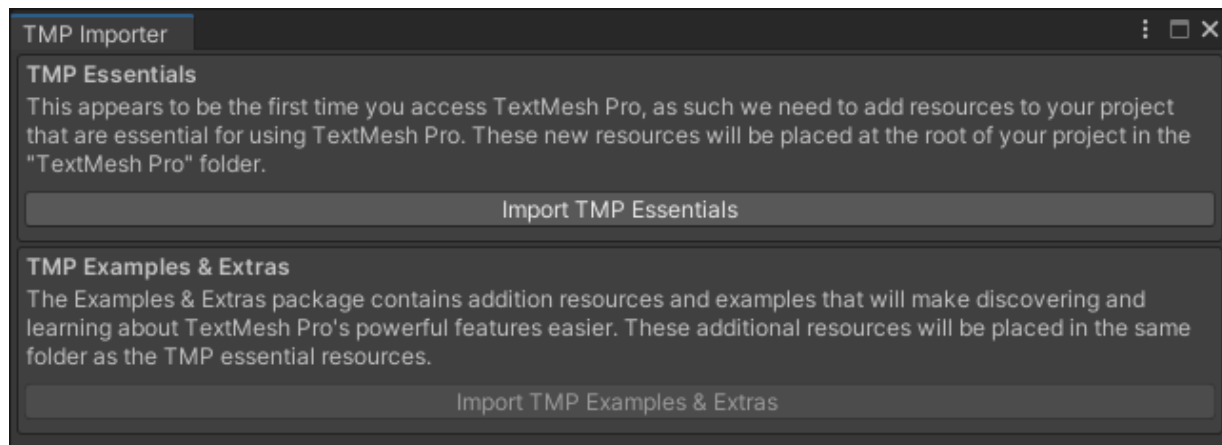 TMP Importer
TMP Essentials
This appears to be the first time you access TextMesh Pro, as such we need to add resources to your project
that are essential for using TextMesh Pro. These new resources will be placed at the root of your project in the
"TextMesh Pro" folder.
Import TMP Essentials
TMP Examples & Extras
The Examples & Extras package contains addition resources and examples that will make discovering and
learning about TextMesh Pro's powerful features easier. These additional resources will be placed in the same
folder as the TMP essential resources.
Import TMP Examples & Extras